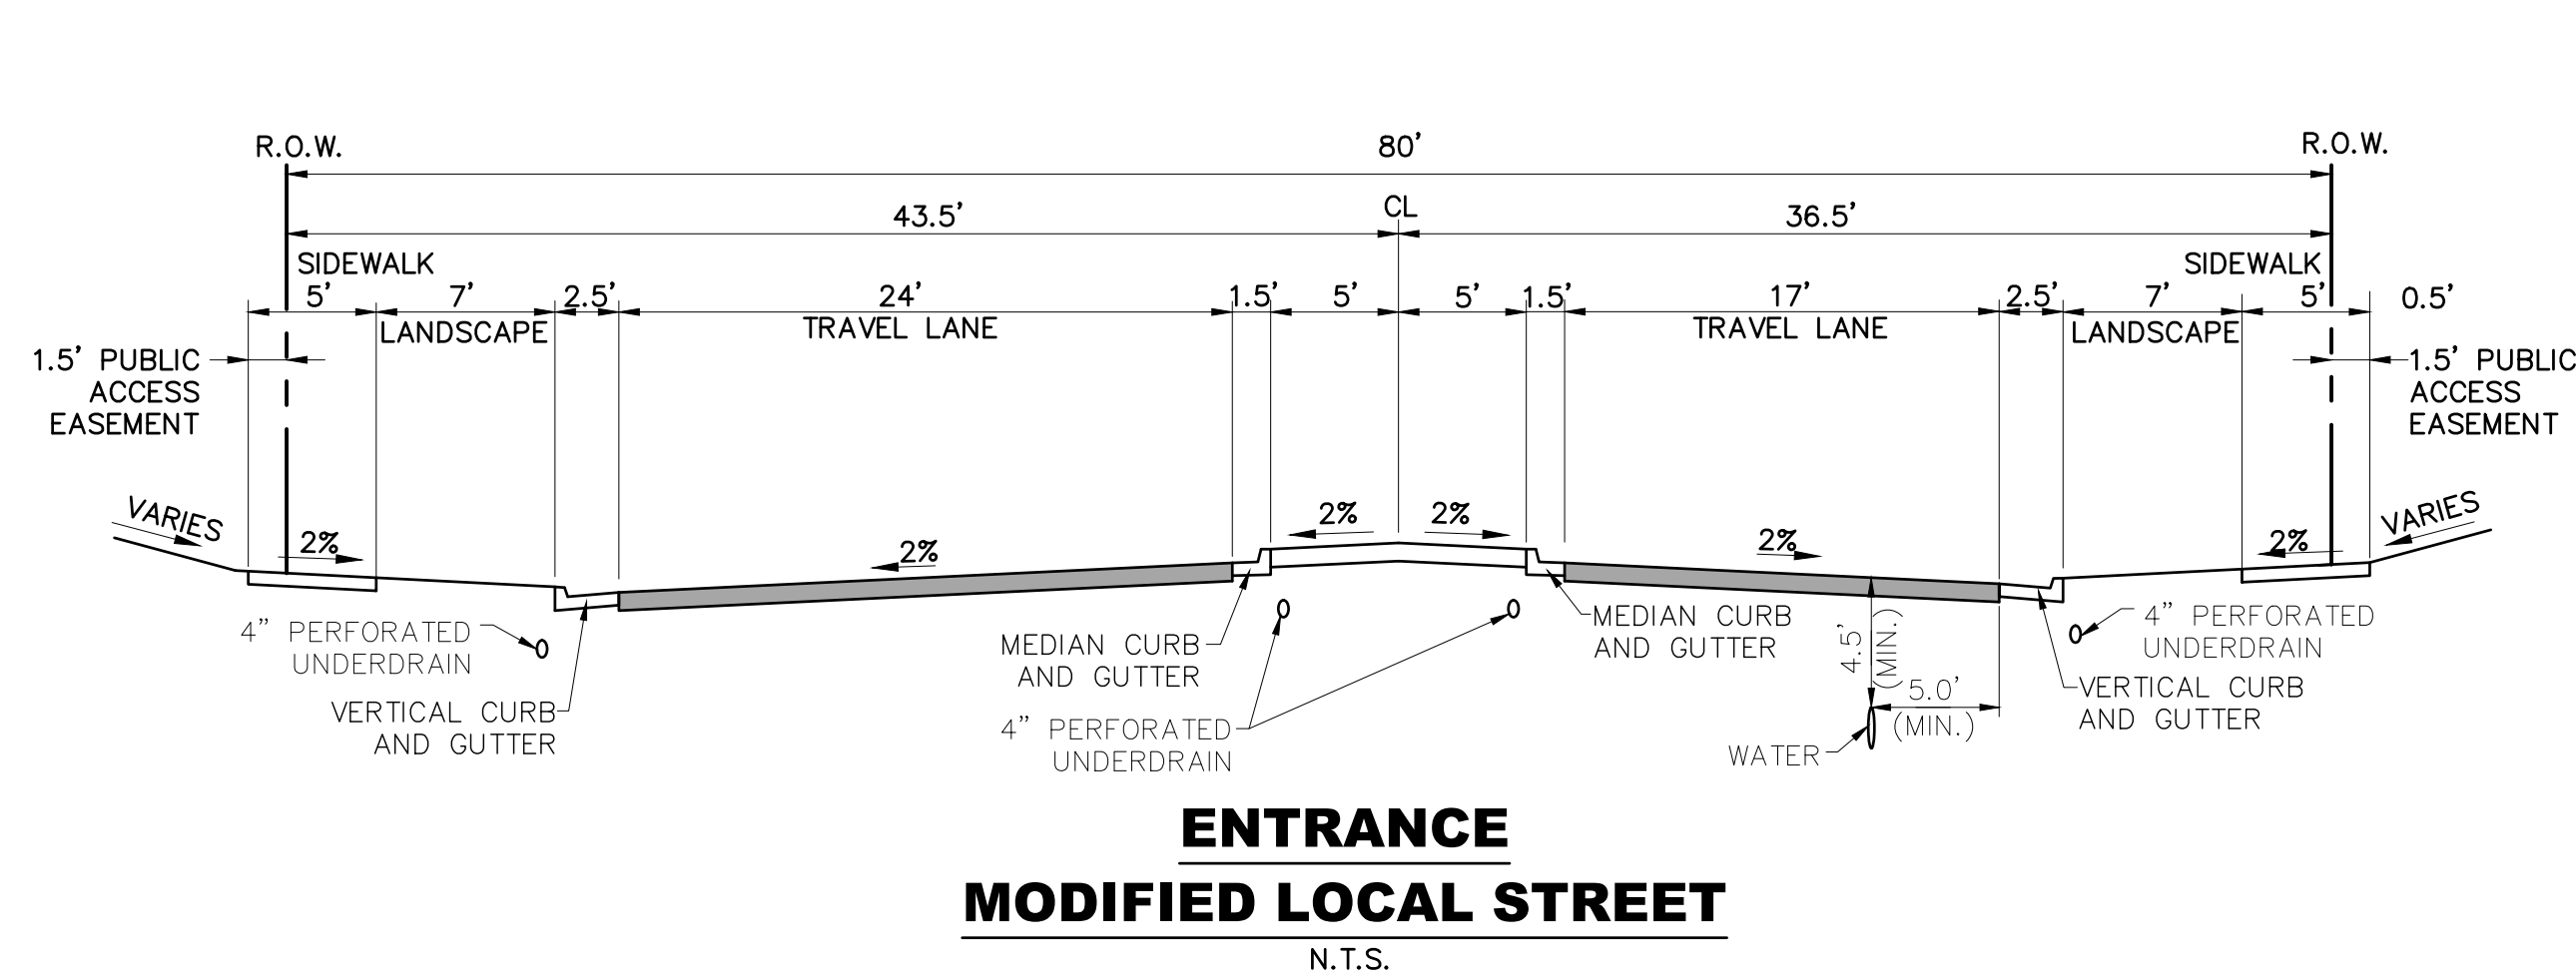 R.O.W.
80'
R.O.W.
43.5'
CL
36.5'
SIDEWALK
SIDEWALK
5'
7'
2.5'
24'
1.5'
5'
5'
1.5'
17'
2.5'
7'
5'
0.5'
LANDSCAPE
TRAVEL LANE
TRAVEL LANE
LANDSCAPE
1.5' PUBLIC
ACCESS
EASEMENT
1.5' PUBLIC
ACCESS
EASEMENT
VARIES
2%
2%
2%
2%
2%
2%
VARIES
4" PERFORATED
UNDERDRAIN
VERTICAL CURB
AND GUTTER
MEDIAN CURB
AND GUTTER
4" PERFORATED
UNDERDRAIN
MEDIAN CURB
AND GUTTER
4.5'
(MIN.)
5.0'
(MIN.)
WATER
4" PERFORATED
UNDERDRAIN
VERTICAL CURB
AND GUTTER
ENTRANCE
MODIFIED LOCAL STREET
N.T.S.